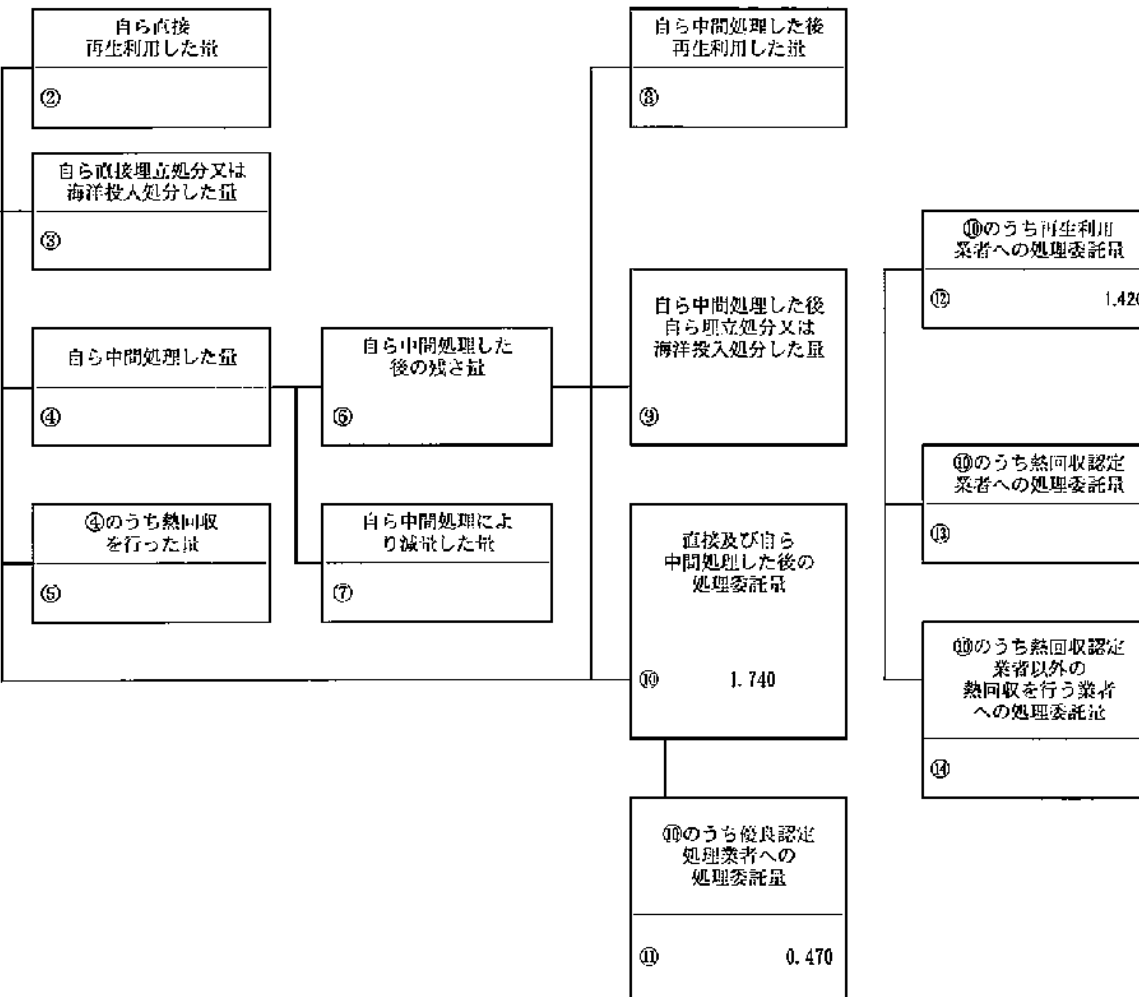 自ら直接
再生利用した量
②
自ら直接埋立処分又は
海洋投入処分した量
③
自ら中間処理した量
④
④のうち熱回収
を行った量
⑤
自ら中間処理した
後の残さ量
⑥
自ら中間処理によ
り減量した量
⑦
自ら中間処理した後
再生利用した量
⑧
自ら中間処理した後
自ら埋立処分又は
海洋投入処分した量
⑨
直接及び自ら
中間処理した後の
処理委託量
⑩ 1.740
⑩のうち優良認定
処理業者への
処理委託量
⑪ 0.470
⑩のうち再生利用
業者への処理委託量
⑫ 1.420
⑩のうち熱回収認定
業者への処理委託量
⑬
⑩のうち熱回収認定
業者以外の
熱回収を行う業者
への処理委託量
⑭